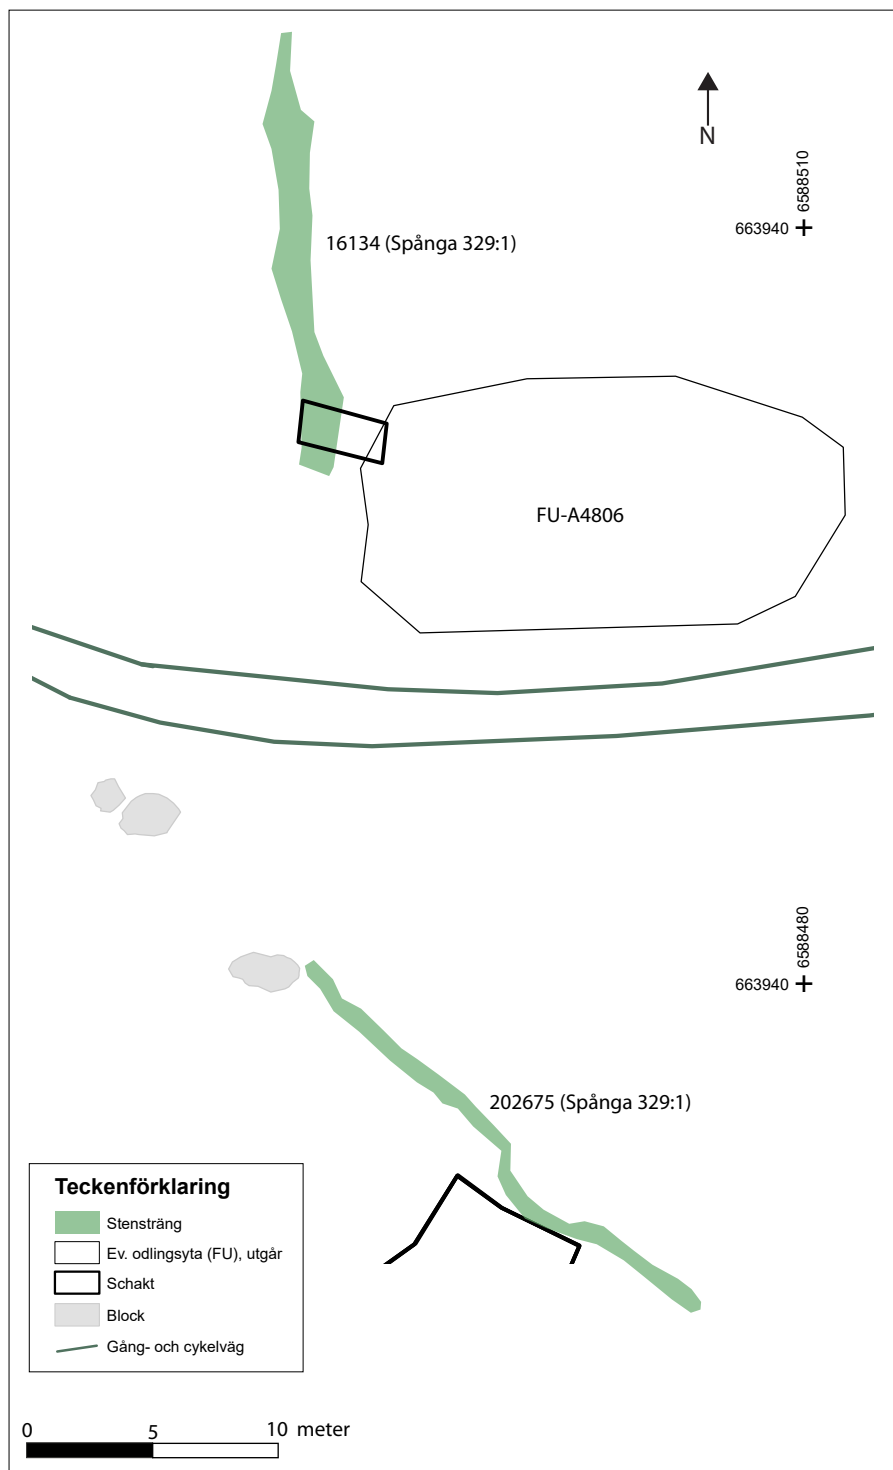 N
6588510
663940
16134 (Spånga 329:1)
FU-A4806
6588480
663940
202675 (Spånga 329:1)
Teckenförklaring
Stensträng
Ev. odlingsyta (FU), utgår
Schakt
Block
Gång- och cykelväg
0 5 10 meter